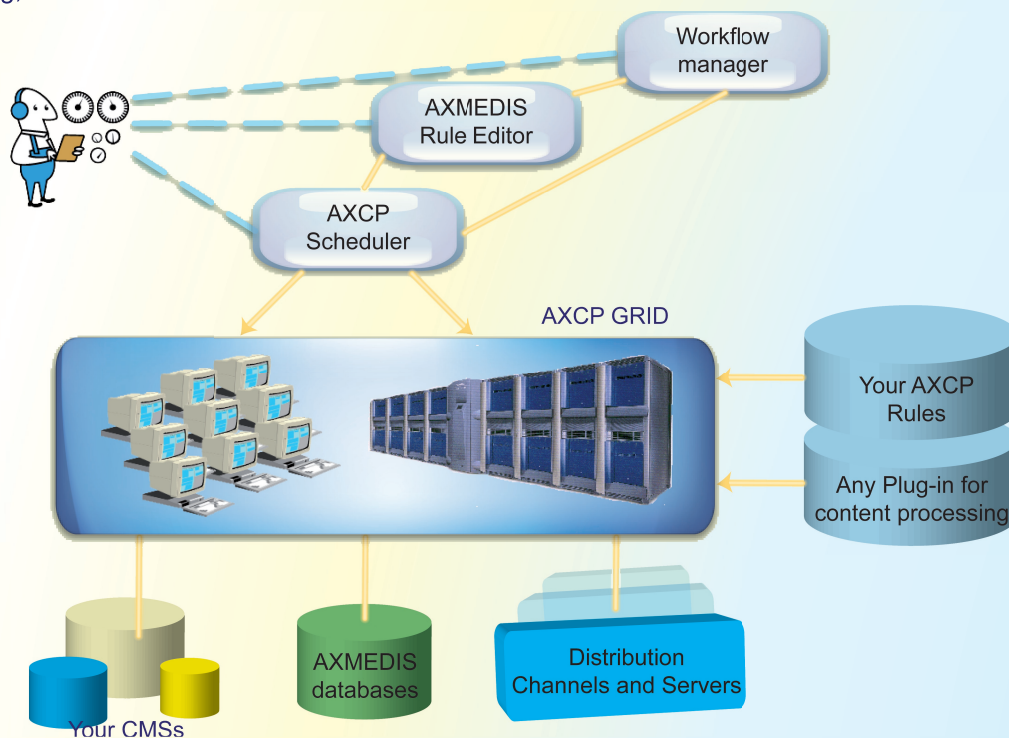 Workflow
manager
AXMEDIS
Rule Editor
AXCP
Scheduler
AXCP GRID
Your AXCP
Rules
Any Plug-in for
content processing
AXMEDIS
databases
Distribution
Channels and Servers
Your CMSs